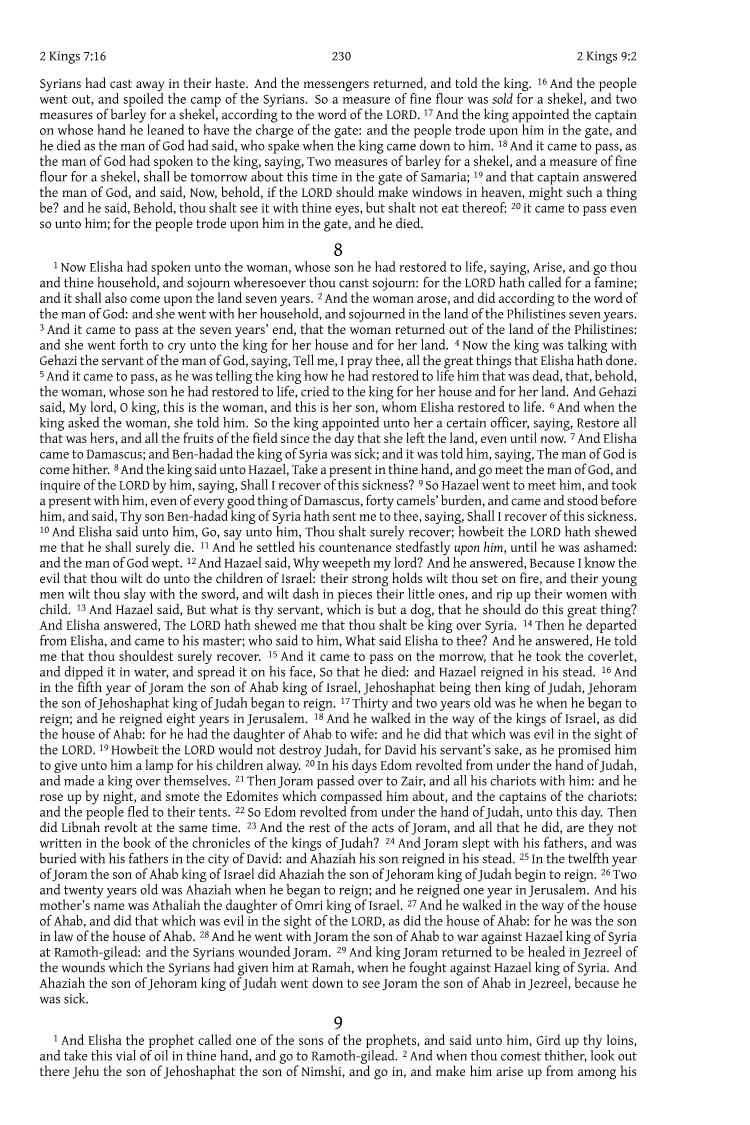 2 Kings 7:16 230 2 Kings 9:2
Syrians had cast away in their haste. And the messengers returned, and told the king. 16 And the people
went out, and spoiled the camp of the Syrians. So a measure of fine flour was sold for a shekel, and two
measures of barley for a shekel, according to the word of the LORD. 17 And the king appointed the captain
on whose hand he leaned to have the charge of the gate: and the people trode upon him in the gate, and
he died as the man of God had said, who spake when the king came down to him. 18 And it came to pass, as
the man of God had spoken to the king, saying, Two measures of barley for a shekel, and a measure of fine
flour for a shekel, shall be tomorrow about this time in the gate of Samaria; 19 and that captain answered
the man of God, and said, Now, behold, if the LORD should make windows in heaven, might such a thing
be? and he said, Behold, thou shalt see it with thine eyes, but shalt not eat thereof: 20 it came to pass even
so unto him; for the people trode upon him in the gate, and he died.
8
1 Now Elisha had spoken unto the woman, whose son he had restored to life, saying, Arise, and go thou
and thine household, and sojourn wheresoever thou canst sojourn: for the LORD hath called for a famine;
and it shall also come upon the land seven years. 2 And the woman arose, and did according to the word of
the man of God: and she went with her household, and sojourned in the land of the Philistines seven years.
3 And it came to pass at the seven years' end, that the woman returned out of the land of the Philistines:
and she went forth to cry unto the king for her house and for her land. 4 Now the king was talking with
Gehazi the servant of the man of God, saying, Tell me, I pray thee, all the great things that Elisha hath done.
5 And it came to pass, as he was telling the king how he had restored to life him that was dead, that, behold,
the woman, whose son he had restored to life, cried to the king for her house and for her land. And Gehazi
said, My lord, O king, this is the woman, and this is her son, whom Elisha restored to life. 6 And when the
king asked the woman, she told him. So the king appointed unto her a certain officer, saying, Restore all
that was hers, and all the fruits of the field since the day that she left the land, even until now. 7 And Elisha
came to Damascus; and Ben-hadad the king of Syria was sick; and it was told him, saying, The man of God is
come hither. 8 And the king said unto Hazael, Take a present in thine hand, and go meet the man of God, and
inquire of the LORD by him, saying, Shall I recover of this sickness? 9 So Hazael went to meet him, and took
a present with him, even of every good thing of Damascus, forty camels' burden, and came and stood before
him, and said, Thy son Ben-hadad king of Syria hath sent me to thee, saying, Shall I recover of this sickness.
10 And Elisha said unto him, Go, say unto him, Thou shalt surely recover; howbeit the LORD hath shewed
me that he shall surely die. 11 And he settled his countenance stedfastly upon him, until he was ashamed:
and the man of God wept. 12 And Hazael said, Why weepeth my lord? And he answered, Because I know the
evil that thou wilt do unto the children of Israel: their strong holds wilt thou set on fire, and their young
men wilt thou slay with the sword, and wilt dash in pieces their little ones, and rip up their women with
child. 13 And Hazael said, But what is thy servant, which is but a dog, that he should do this great thing?
And Elisha answered, The LORD hath shewed me that thou shalt be king over Syria. 14 Then he departed
from Elisha, and came to his master; who said to him, What said Elisha to thee? And he answered, He told
me that thou shouldest surely recover. 15 And it came to pass on the morrow, that he took the coverlet,
and dipped it in water, and spread it on his face, So that he died: and Hazael reigned in his stead. 16 And
in the fifth year of Joram the son of Ahab king of Israel, Jehoshaphat being then king of Judah, Jehoram
the son of Jehoshaphat king of Judah began to reign. 17 Thirty and two years old was he when he began to
reign; and he reigned eight years in Jerusalem. 18 And he walked in the way of the kings of Israel, as did
the house of Ahab: for he had the daughter of Ahab to wife: and he did that which was evil in the sight of
the LORD. 19 Howbeit the LORD would not destroy Judah, for David his servant's sake, as he promised him
to give unto him a lamp for his children alway. 20 In his days Edom revolted from under the hand of Judah,
and made a king over themselves. 21 Then Joram passed over to Zair, and all his chariots with him: and he
rose up by night, and smote the Edomites which compassed him about, and the captains of the chariots:
and the people fled to their tents. 22 So Edom revolted from under the hand of Judah, unto this day. Then
did Libnah revolt at the same time. 23 And the rest of the acts of Joram, and all that he did, are they not
written in the book of the chronicles of the kings of Judah? 24 And Joram slept with his fathers, and was
buried with his fathers in the city of David: and Ahaziah his son reigned in his stead. 25 In the twelfth year
of Joram the son of Ahab king of Israel did Ahaziah the son of Jehoram king of Judah begin to reign. 26 Two
and twenty years old was Ahaziah when he began to reign; and he reigned one year in Jerusalem. And his
mother's name was Athaliah the daughter of Omri king of Israel. 27 And he walked in the way of the house
of Ahab, and did that which was evil in the sight of the LORD, as did the house of Ahab: for he was the son
in law of the house of Ahab. 28 And he went with Joram the son of Ahab to war against Hazael king of Syria
at Ramoth-gilead: and the Syrians wounded Joram. 29 And king Joram returned to be healed in Jezreel of
the wounds which the Syrians had given him at Ramah, when he fought against Hazael king of Syria. And
Ahaziah the son of Jehoram king of Judah went down to see Joram the son of Ahab in Jezreel, because he
was sick.
9
1 And Elisha the prophet called one of the sons of the prophets, and said unto him, Gird up thy loins,
and take this vial of oil in thine hand, and go to Ramoth-gilead. 2 And when thou comest thither, look out
there Jehu the son of Jehoshaphat the son of Nimshi, and go in, and make him arise up from among his